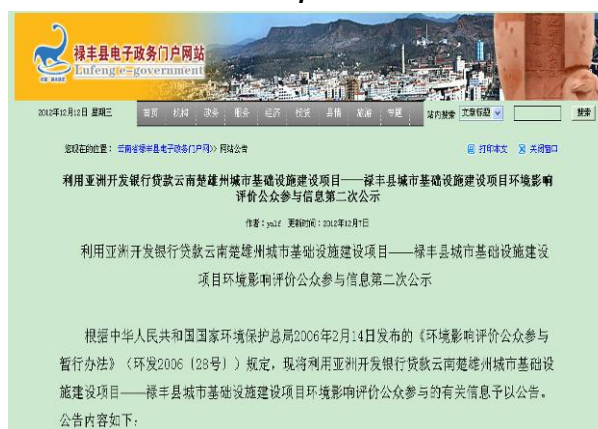 禄丰县电子政务门户网站
Lufeng e-government
2012年12月12日 星期三
首页 机构 政务 服务 经济 投资 县情 旅游 专题 站内搜索 文章标题 搜索
您现在的位置: 云南省禄丰县电子政务门户网>> 网站公告 打印本文 关闭窗口
利用亚洲开发银行贷款云南楚雄州城市基础设施建设项目——禄丰县城市基础设施建设项目环境影响
评价公众参与信息第二次公示
作者:ynlf 更新时间:2012年12月7日
利用亚洲开发银行贷款云南楚雄州城市基础设施建设项目——禄丰县城市基础设施建设
项目环境影响评价公众参与信息第二次公示
根据中华人民共和国国家环境保护总局2006年2月14日发布的《环境影响评价公众参与
暂行办法》(环发2006〔28号〕)规定,现将利用亚洲开发银行贷款云南楚雄州城市基础设
施建设项目——禄丰县城市基础设施建设项目环境影响评价公众参与的有关信息予以公告。
公告内容如下: